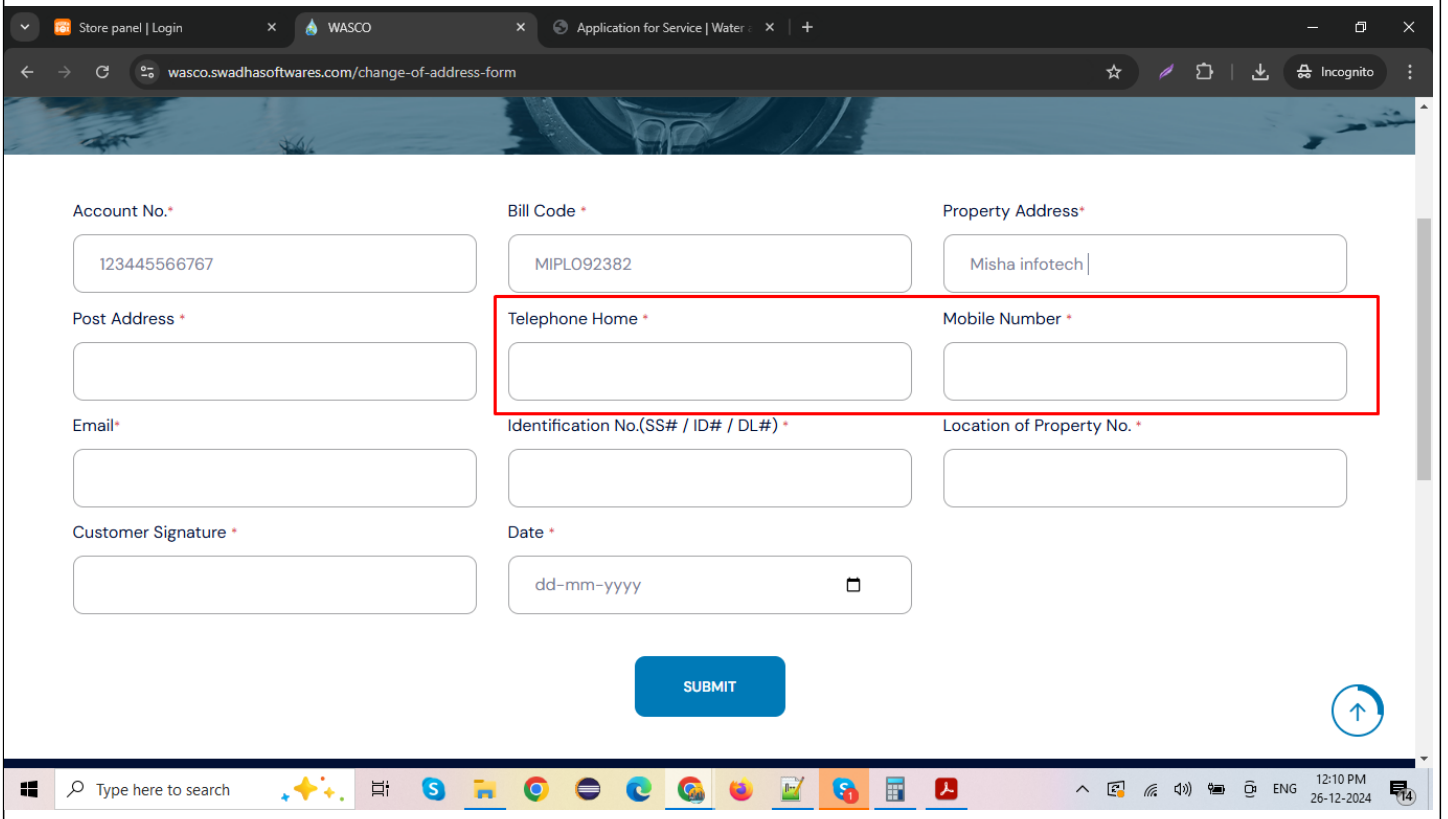 Store panel | Login
WASCO
Application for Service | Water a
wasco.swadhasoftwares.com/change-of-address-form
Incognito
Account No.*
Bill Code *
Property Address*
123445566767
MIPL092382
Misha infotech
Post Address *
Telephone Home *
Mobile Number *
Email*
Identification No.(SS# / ID# / DL#) *
Location of Property No. *
Customer Signature *
Date *
dd-mm-yyyy
SUBMIT
Type here to search
ENG
12:10 PM
26-12-2024
14